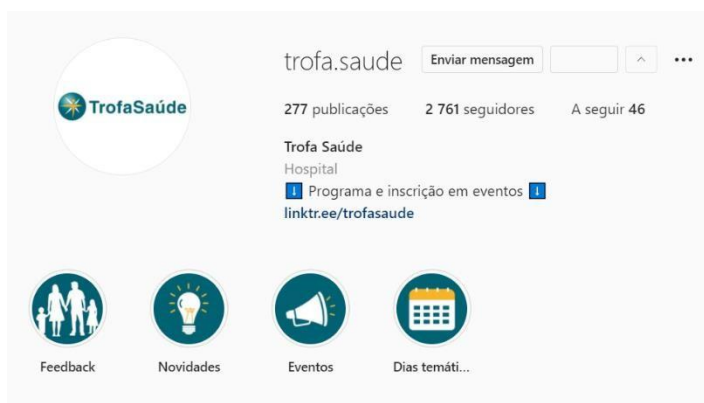 TrofaSaúde
trofa.saude Enviar mensagem
277 publicações 2 761 seguidores A seguir 46
Trofa Saúde
Hospital
Programa e inscrição em eventos
linktr.ee/trofasaude
Feedback Novidades Eventos Dias temáti...